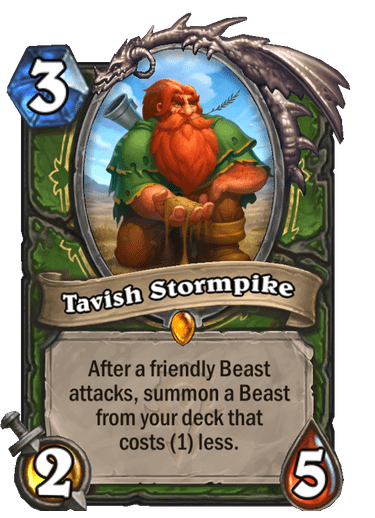 3
Tavish Stormpike
After a friendly Beast
attacks, summon a Beast
from your deck that
costs (1) less.
2
5